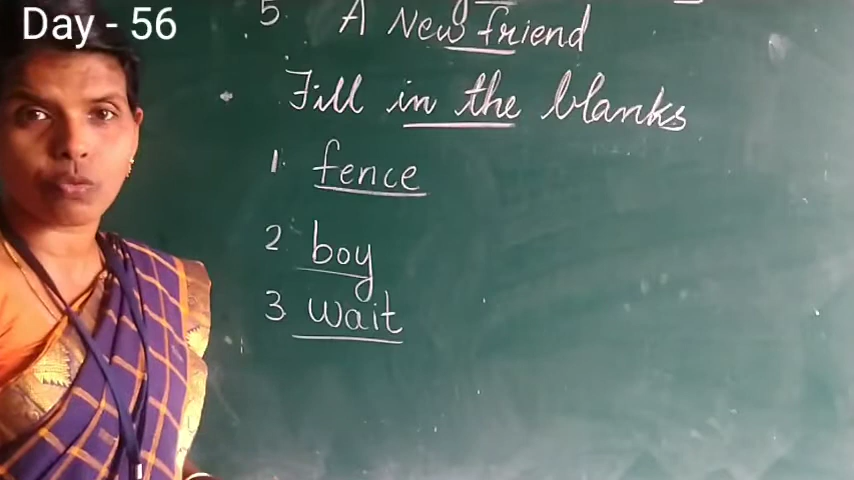 Day - 56
5 A New friend
Fill in the blanks
1 fence
2 boy
3 wait